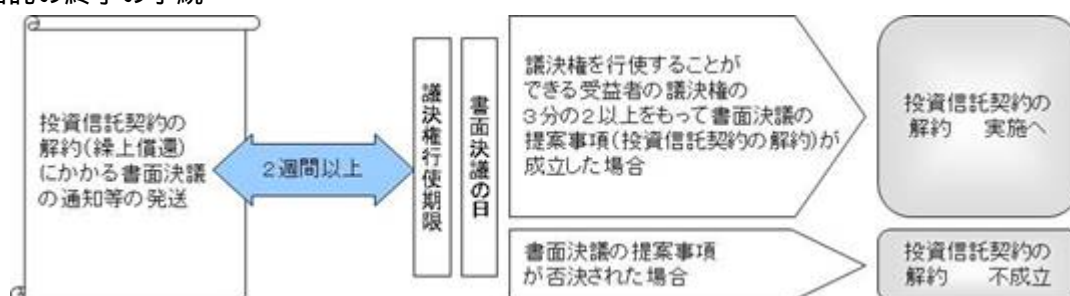 投資信託契約の
解約(繰上償還)
にかかる書面決議
の通知等の発送
2週間以上
議決権行使期限
書面決議の日
議決権を行使することが
できる受益者の議決権の
3分の2以上をもって書面決議の
提案事項(投資信託契約の解約)が
成立した場合
投資信託契約の
解約 実施へ
書面決議の提案事項
が否決された場合
投資信託契約の
解約 不成立